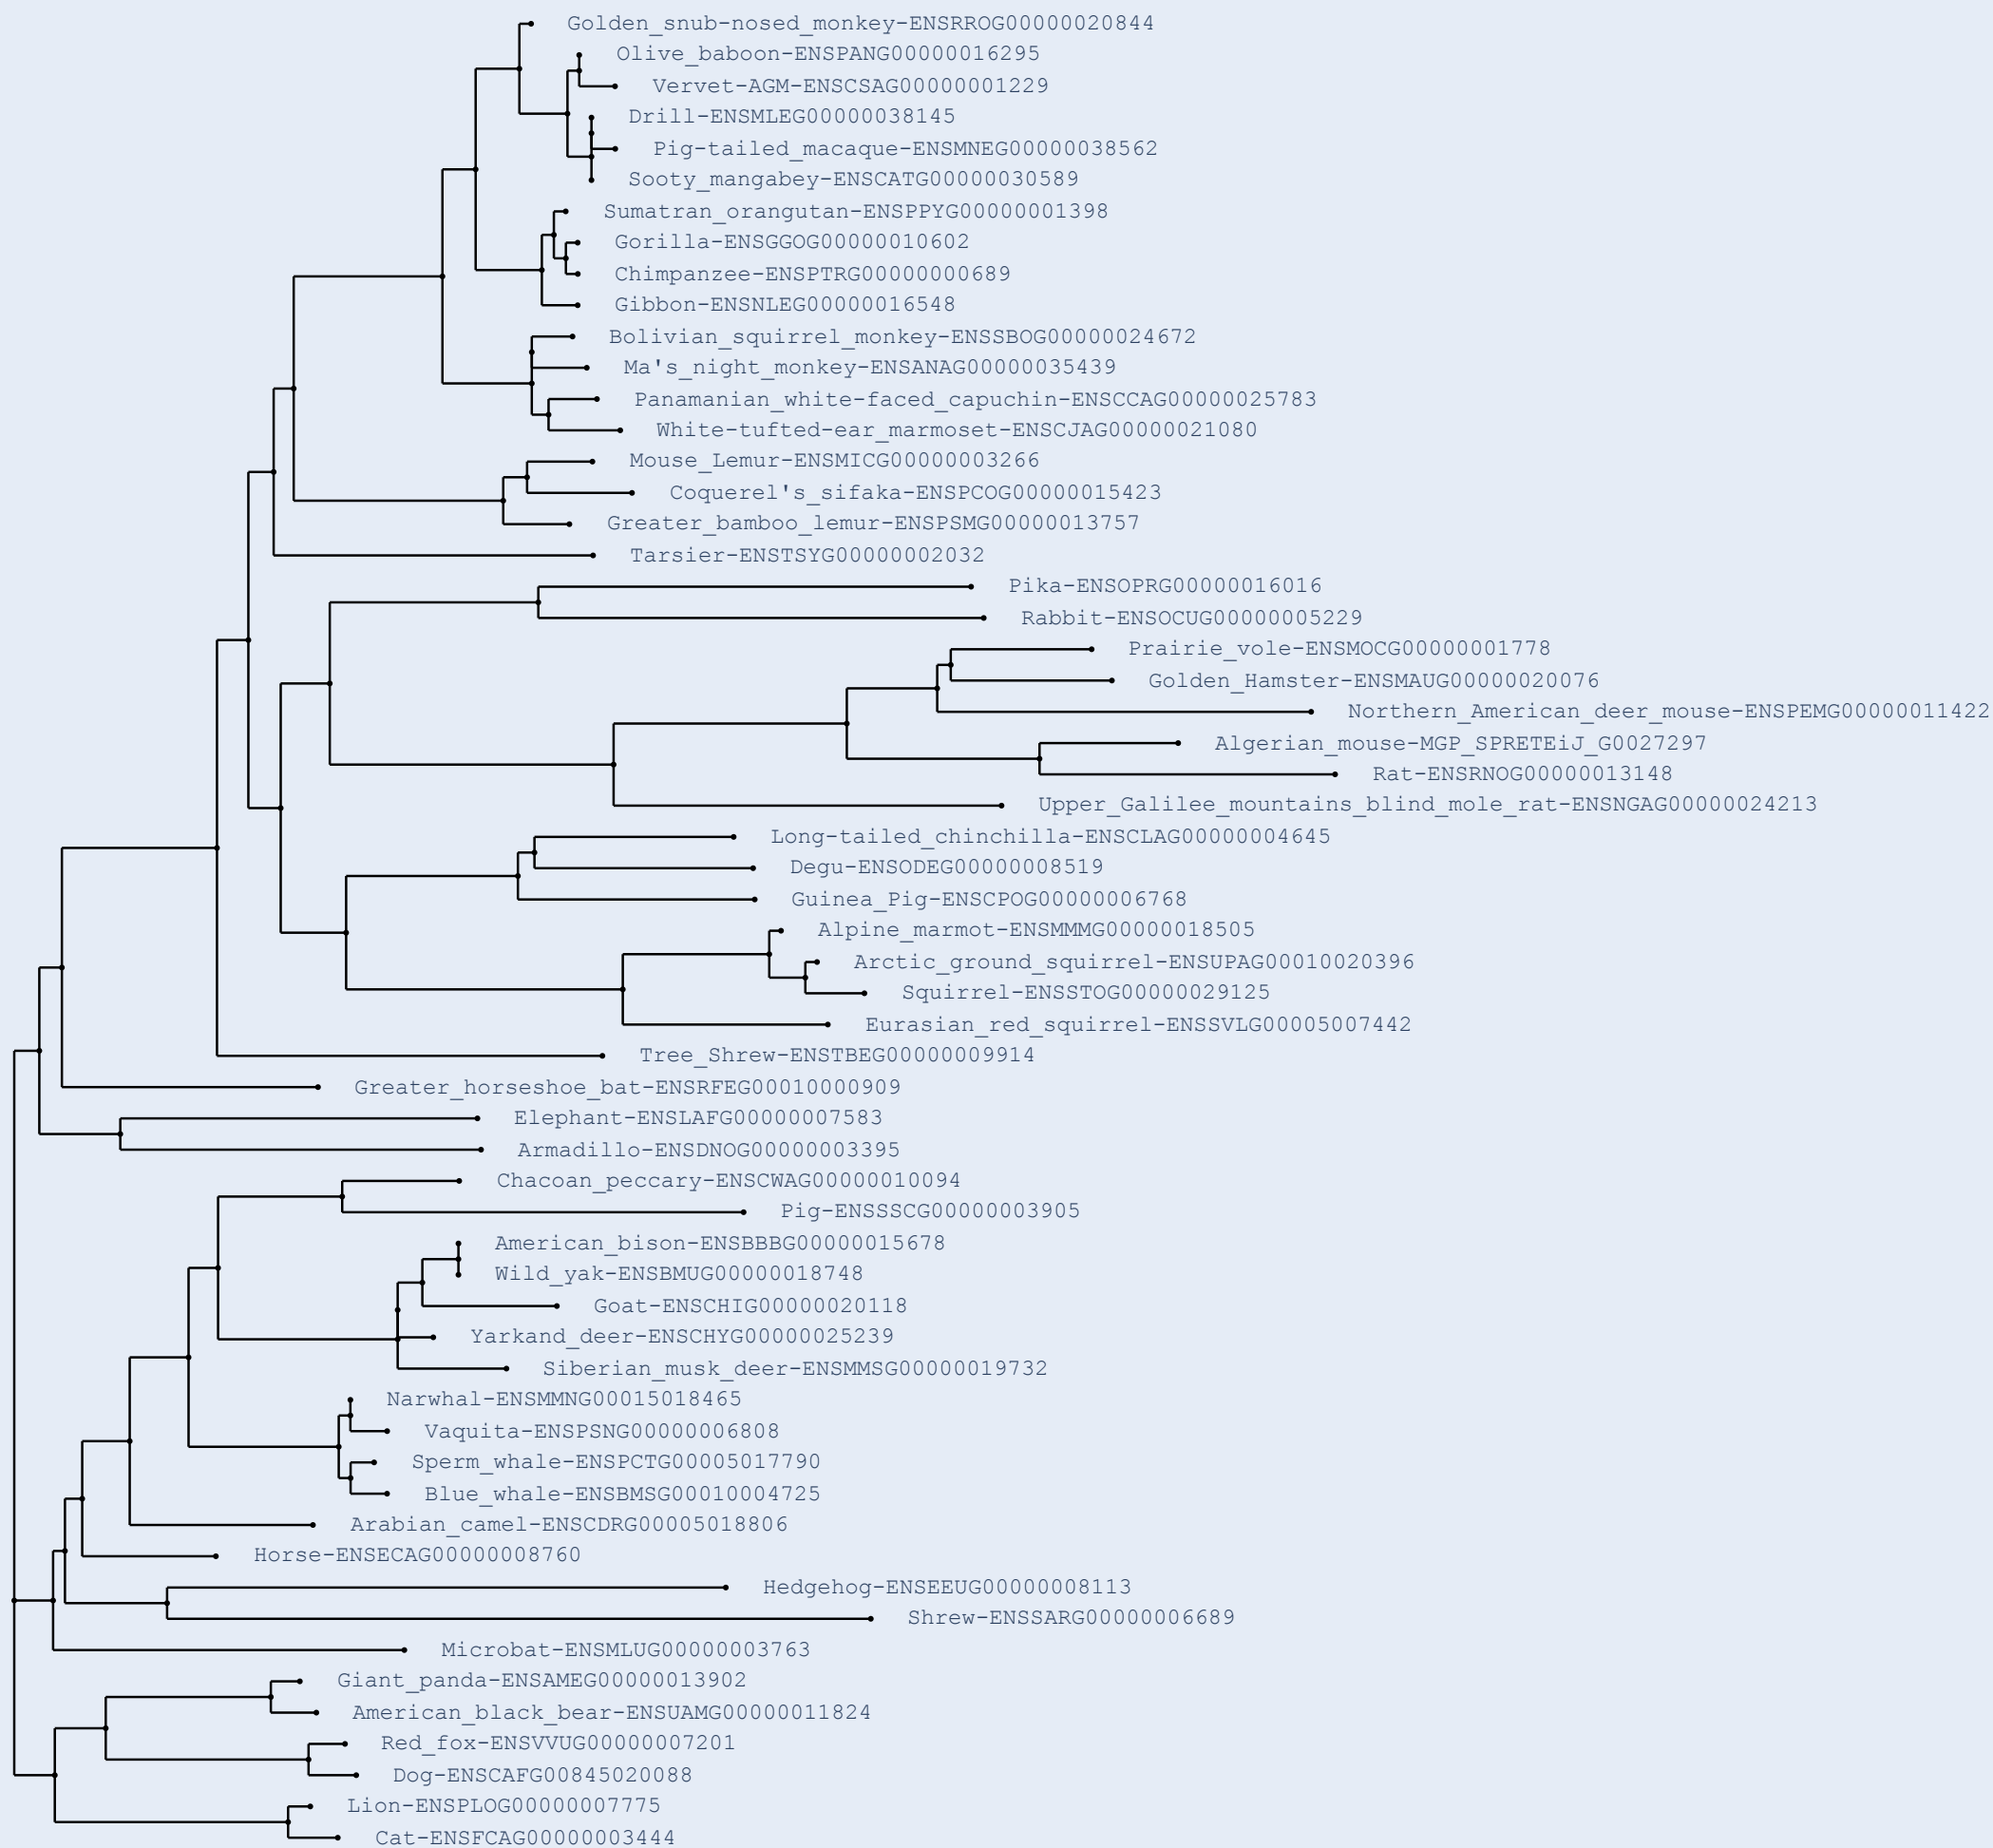 Golden_snub-nosed_monkey-ENSRROG00000020844
Olive_baboon-ENSPANG00000016295
Vervet-AGM-ENSCSAG00000001229
Drill-ENSMLEG00000038145
Pig-tailed_macaque-ENSMNEG00000038562
Sooty_mangabey-ENSCATG00000030589
Sumatran_orangutan-ENSPPYG00000001398
Gorilla-ENSGGOG00000010602
Chimpanzee-ENSPTRG00000000689
Gibbon-ENSNLEG00000016548
Bolivian_squirrel_monkey-ENSSBOG00000024672
Ma's_night_monkey-ENSANAG00000035439
Panamanian_white-faced_capuchin-ENSCCAG00000025783
White-tufted-ear_marmoset-ENSCJAG00000021080
Mouse_Lemur-ENSMICG00000003266
Coquerel's_sifaka-ENSPCOG00000015423
Greater_bamboo_lemur-ENSPSMG00000013757
Tarsier-ENSTSYG00000002032
Pika-ENSOPRG00000016016
Rabbit-ENSOCUG00000005229
Prairie_vole-ENSMOCG00000001778
Golden_Hamster-ENSMAUG00000020076
Northern_American_deer_mouse-ENSPEMG00000011422
Algerian_mouse-MGP_SPRETEiJ_G0027297
Rat-ENSRNOG00000013148
Upper_Galilee_mountains_blind_mole_rat-ENSNGAG00000024213
Long-tailed_chinchilla-ENSCLAG00000004645
Degu-ENSODEG00000008519
Guinea_Pig-ENSCPOG00000006768
Alpine_marmot-ENSMMMG00000018505
Arctic_ground_squirrel-ENSUPAG00010020396
Squirrel-ENSSTOG00000029125
Eurasian_red_squirrel-ENSSVLG00005007442
Tree_Shrew-ENSTBEG00000009914
Greater_horseshoe_bat-ENSRFEG00010000909
Elephant-ENSLAFG00000007583
Armadillo-ENSDNOG00000003395
Chacoan_peccary-ENSCWAG00000010094
Pig-ENSSSCG00000003905
American_bison-ENSBBBG00000015678
Wild_yak-ENSBMUG00000018748
Goat-ENSCHIG00000020118
Yarkand_deer-ENSCHYG00000025239
Siberian_musk_deer-ENSMMSG00000019732
Narwhal-ENSMMNG00015018465
Vaquita-ENSPSNG00000006808
Sperm_whale-ENSPCTG00005017790
Blue_whale-ENSBMSG00010004725
Arabian_camel-ENSCDRG00005018806
Horse-ENSECAG00000008760
Hedgehog-ENSEEUG00000008113
Shrew-ENSSARG00000006689
Microbat-ENSMLUG00000003763
Giant_panda-ENSAMEG00000013902
American_black_bear-ENSUAMG00000011824
Red_fox-ENSVVUG00000007201
Dog-ENSCAFG00845020088
Lion-ENSPLOG00000007775
Cat-ENSFCAG00000003444